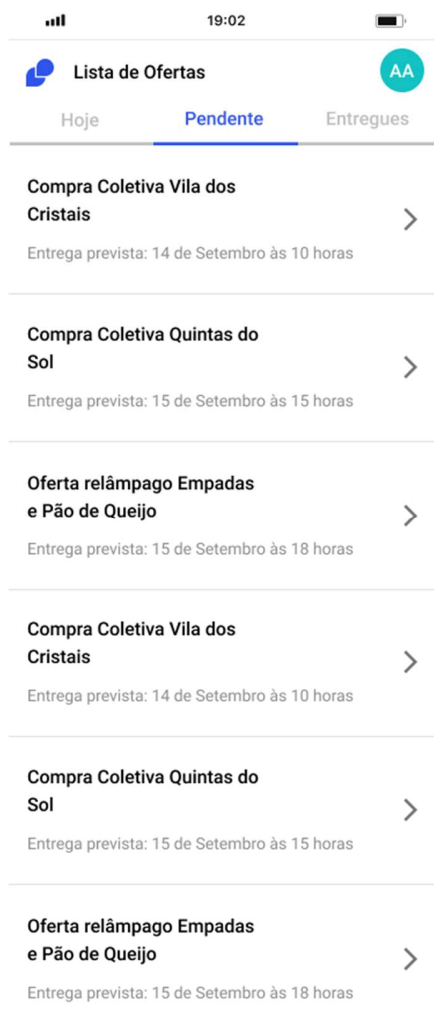 19:02
Lista de Ofertas
AA
Hoje
Pendente
Entregues
Compra Coletiva Vila dos
Cristais
Entrega prevista: 14 de Setembro às 10 horas
Compra Coletiva Quintas do
Sol
Entrega prevista: 15 de Setembro às 15 horas
Oferta relâmpago Empadas
e Pão de Queijo
Entrega prevista: 15 de Setembro às 18 horas
Compra Coletiva Vila dos
Cristais
Entrega prevista: 14 de Setembro às 10 horas
Compra Coletiva Quintas do
Sol
Entrega prevista: 15 de Setembro às 15 horas
Oferta relâmpago Empadas
e Pão de Queijo
Entrega prevista: 15 de Setembro às 18 horas